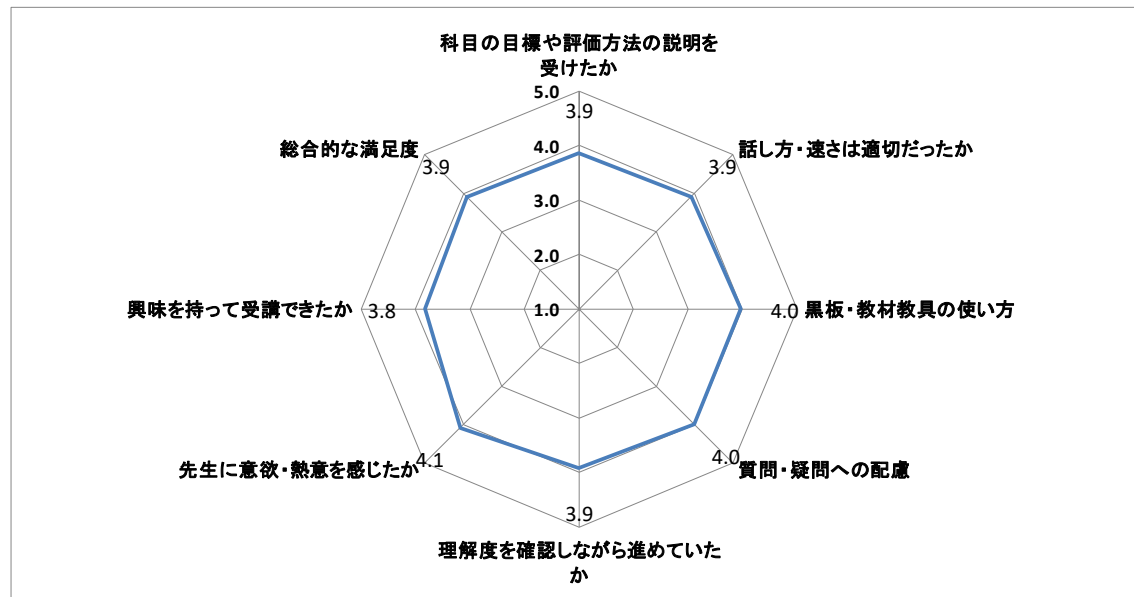 科目の目標や評価方法の説明を
受けたか
5.0
3.9
4.0
3.0
2.0
1.0
話し方・速さは適切だったか
3.9
黒板・教材教具の使い方
4.0
質問・疑問への配慮
4.0
3.9
理解度を確認しながら進めていた
か
先生に意欲・熱意を感じたか
4.1
興味を持って受講できたか
3.8
総合的な満足度
3.9